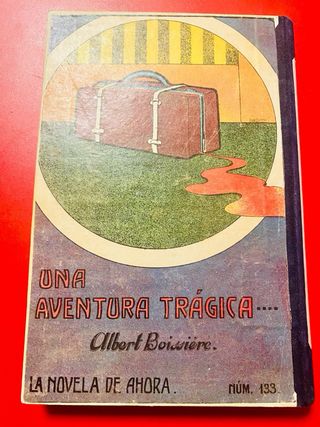 UNA
AVENTURA TRÁGICA....
Albert Boissière.
LA NOVELA DE AHORA. NÚM. 133.